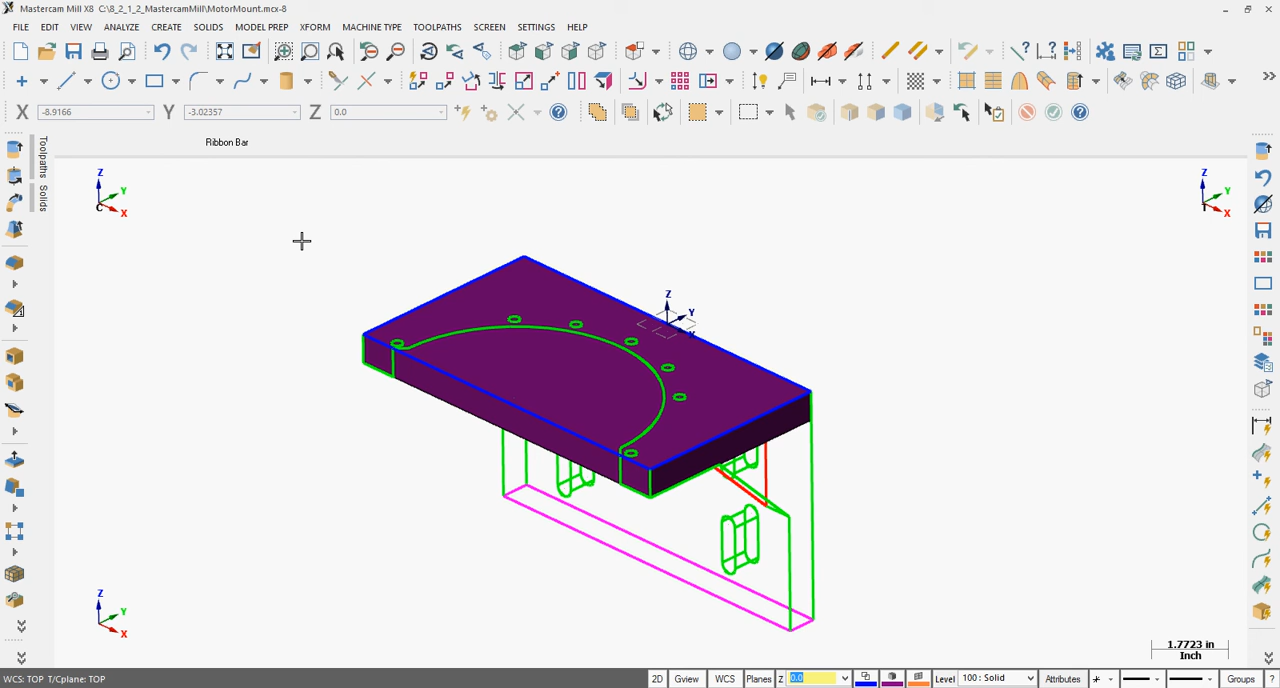 Mastercam Mill X8 C:\8_2_1_2_MastercamMill\MotorMount.mcx-8
FILE EDIT VIEW ANALYZE CREATE SOLIDS MODEL PREP XFORM MACHINE TYPE TOOLPATHS SCREEN SETTINGS HELP
X -8.9166 Y -3.02357 Z 0.0
Ribbon Bar
Toolpaths
Solids
Z
Y
X
C
Z
Y
X
T
Z
Y
X
Z
Y
X
1.7723 in
Inch
WCS: TOP T/Cplane: TOP
2D Gview WCS Planes Z 0.0 Level 100 : Solid Attributes Groups ?